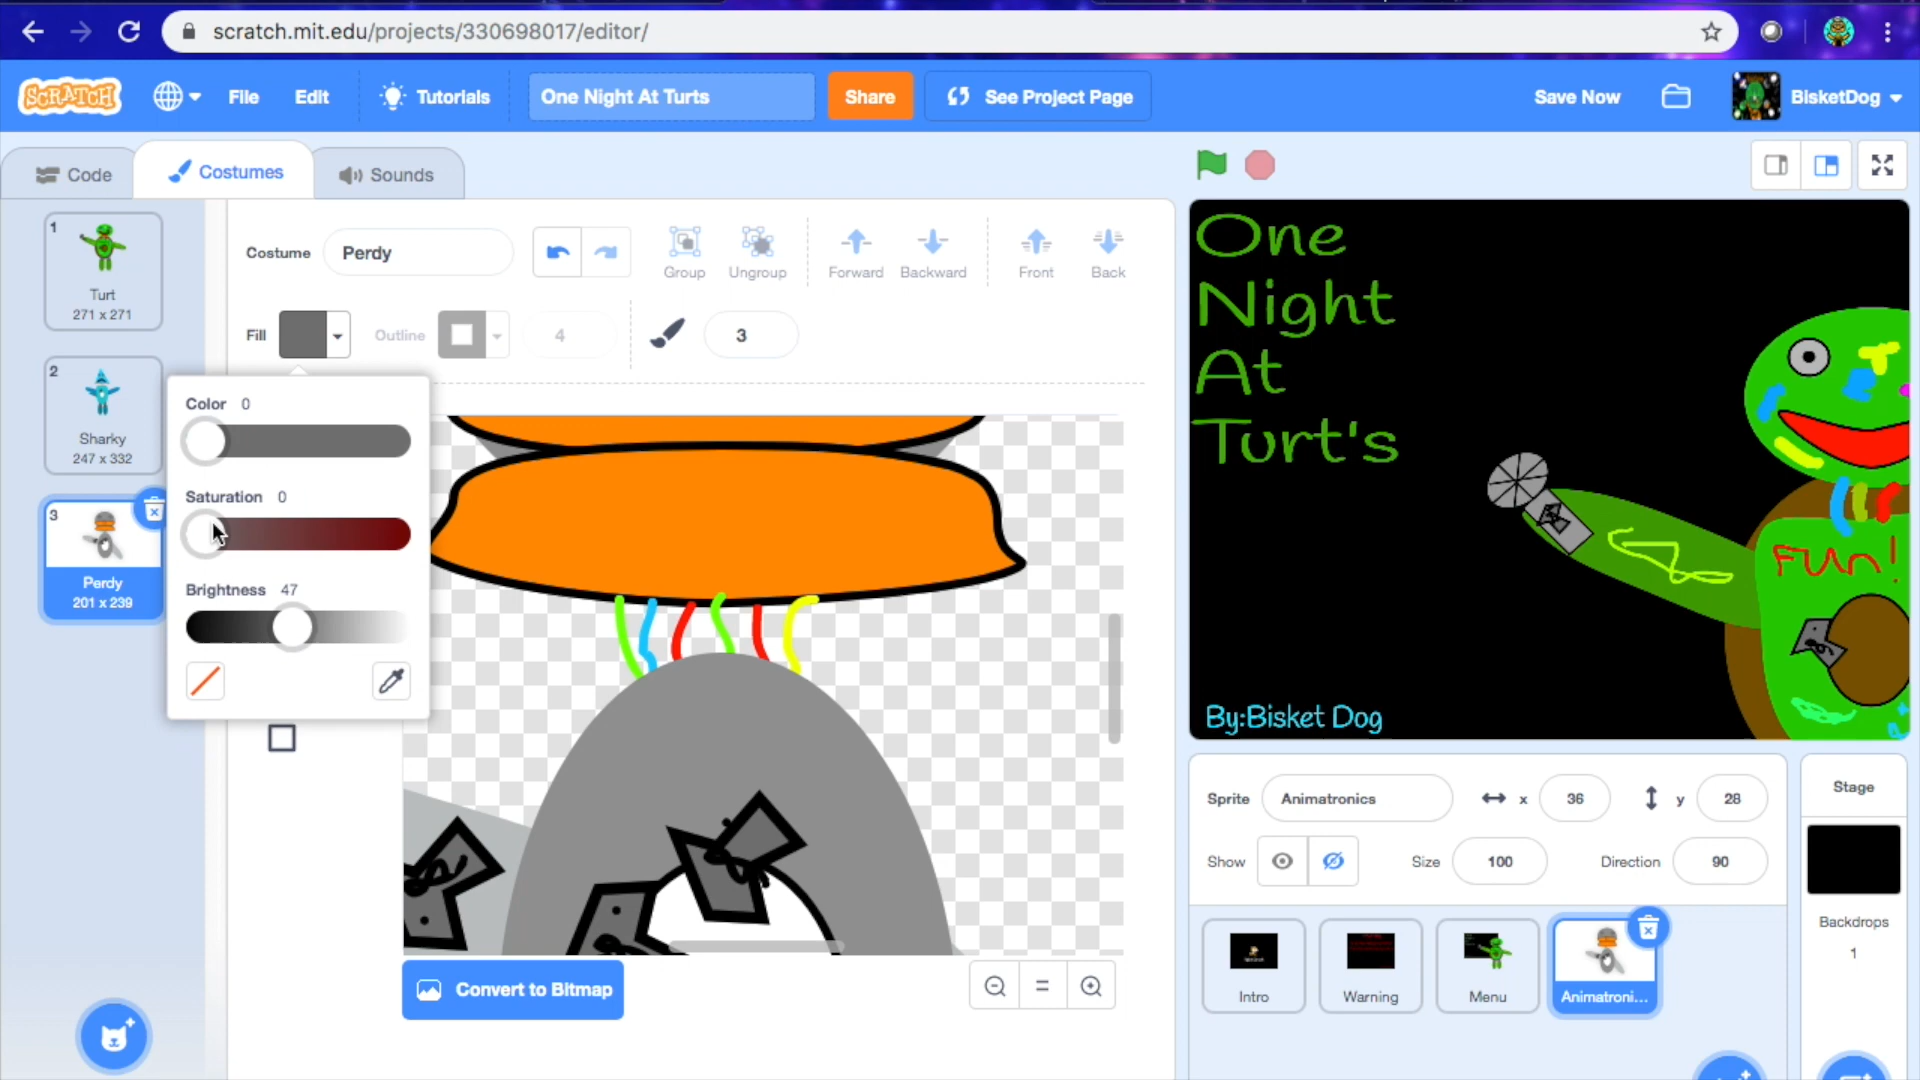 scratch.mit.edu/projects/330698017/editor/
SCRATCH
File
Edit
Tutorials
One Night At Turts
Share
See Project Page
Save Now
BisketDog
Code
Costumes
Sounds
1
Turt
271 x 271
2
Sharky
247 x 332
3
Perdy
201 x 239
Costume
Perdy
Group
Ungroup
Forward
Backward
Front
Back
Fill
Outline
4
3
Color 0
Saturation 0
Brightness 47
Convert to Bitmap
One
Night
At
Turt's
FUN!
By:Bisket Dog
Sprite
Animatronics
x
36
y
28
Show
Size
100
Direction
90
Intro
Warning
Menu
Animatroni...
Stage
Backdrops
1